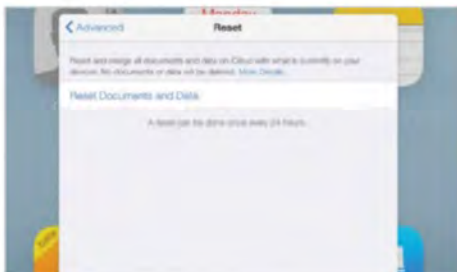 Monday
Advanced
Reset
Reset and merge all documents and data on iCloud with what is currently on your
devices. No documents or data will be deleted. More Details...
Reset Documents and Data
A reset can be done once every 24 hours.